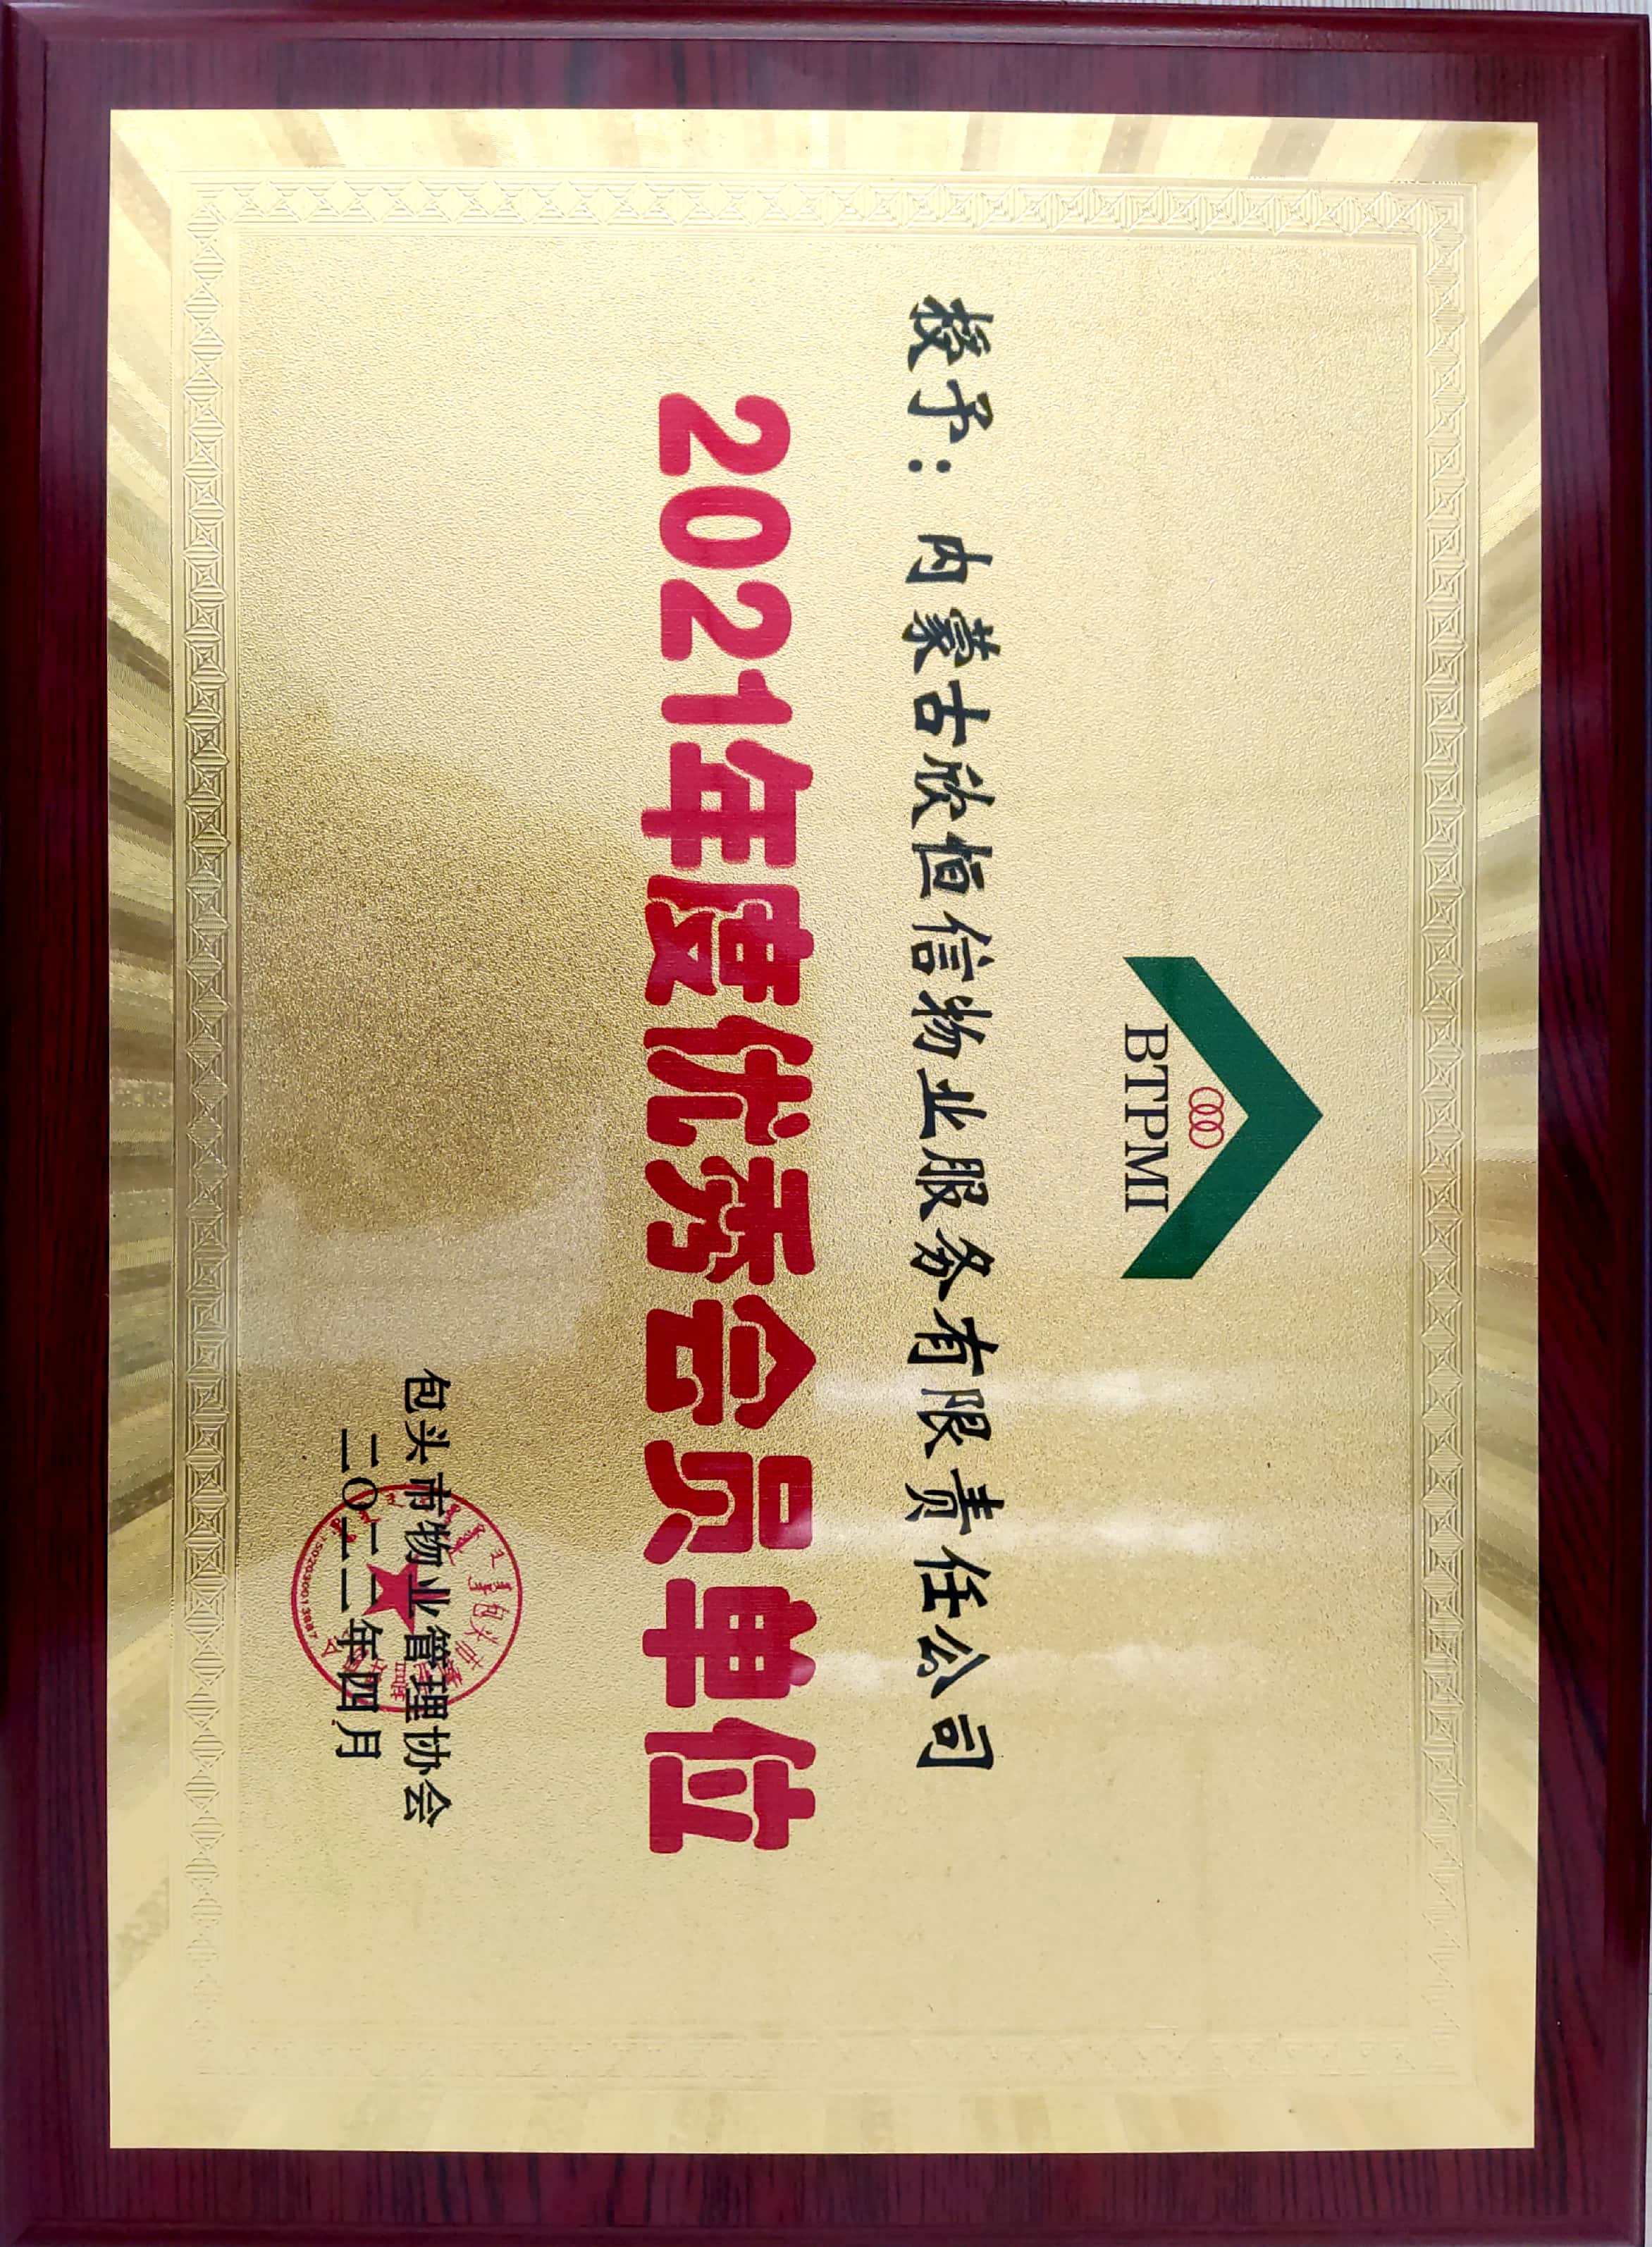 BTPMI
授予：内蒙古欣恒信物业服务有限责任公司
2021年度优秀会员单位
包头市物业管理协会
二〇二二年四月